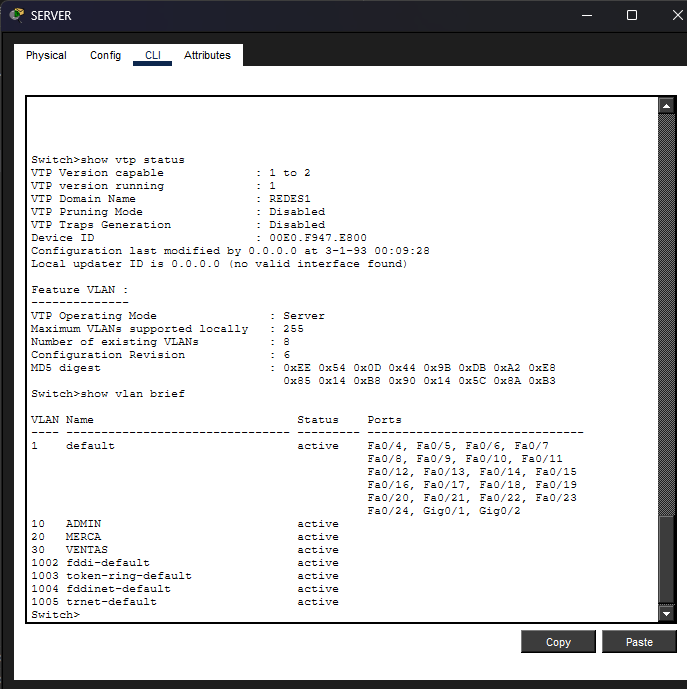 SERVER
Physical Config CLI Attributes
Switch>show vtp status
VTP Version capable : 1 to 2
VTP version running : 1
VTP Domain Name : REDES1
VTP Pruning Mode : Disabled
VTP Traps Generation : Disabled
Device ID : 00E0.F947.E800
Configuration last modified by 0.0.0.0 at 3-1-93 00:09:28
Local updater ID is 0.0.0.0 (no valid interface found)
Feature VLAN :
--------------
VTP Operating Mode : Server
Maximum VLANs supported locally : 255
Number of existing VLANs : 8
Configuration Revision : 6
MD5 digest : 0xEE 0x54 0x0D 0x44 0x9B 0xDB 0xA2 0xE8
0x85 0x14 0xB8 0x90 0x14 0x5C 0x8A 0xB3
Switch>show vlan brief
VLAN Name Status Ports
---- -------------------------------- --------- -------------------------------
1 default active Fa0/4, Fa0/5, Fa0/6, Fa0/7
Fa0/8, Fa0/9, Fa0/10, Fa0/11
Fa0/12, Fa0/13, Fa0/14, Fa0/15
Fa0/16, Fa0/17, Fa0/18, Fa0/19
Fa0/20, Fa0/21, Fa0/22, Fa0/23
Fa0/24, Gig0/1, Gig0/2
10 ADMIN active
20 MERCA active
30 VENTAS active
1002 fddi-default active
1003 token-ring-default active
1004 fddinet-default active
1005 trnet-default active
Switch>
Copy Paste